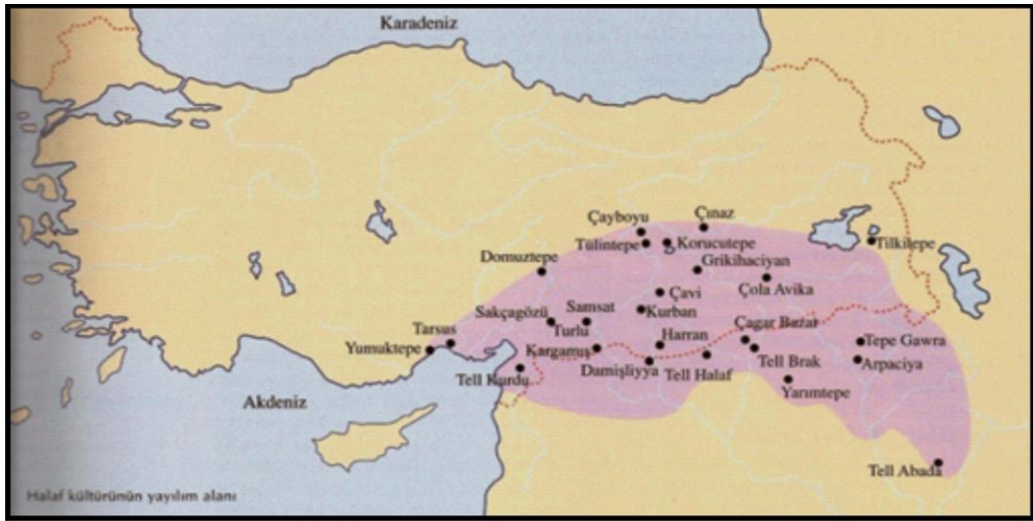 Karadeniz
Çayboyu
Çınaz
Tülintepe
Korucutepe
Tilkitepe
Domuztepe
Grikihaciyan
Çavi
Çola Avika
Sakçagözü
Samsat
Kurban
Turlu
Tarsus
Harran
Çagar Bazar
Yumuktepe
Kargamış
Tepe Gawra
Damişliyya
Tell Halaf
Tell Brak
Arpaciya
Tell Kurdu
Yarımtepe
Akdeniz
Tell Abada
Halaf kültürünün yayılım alanı